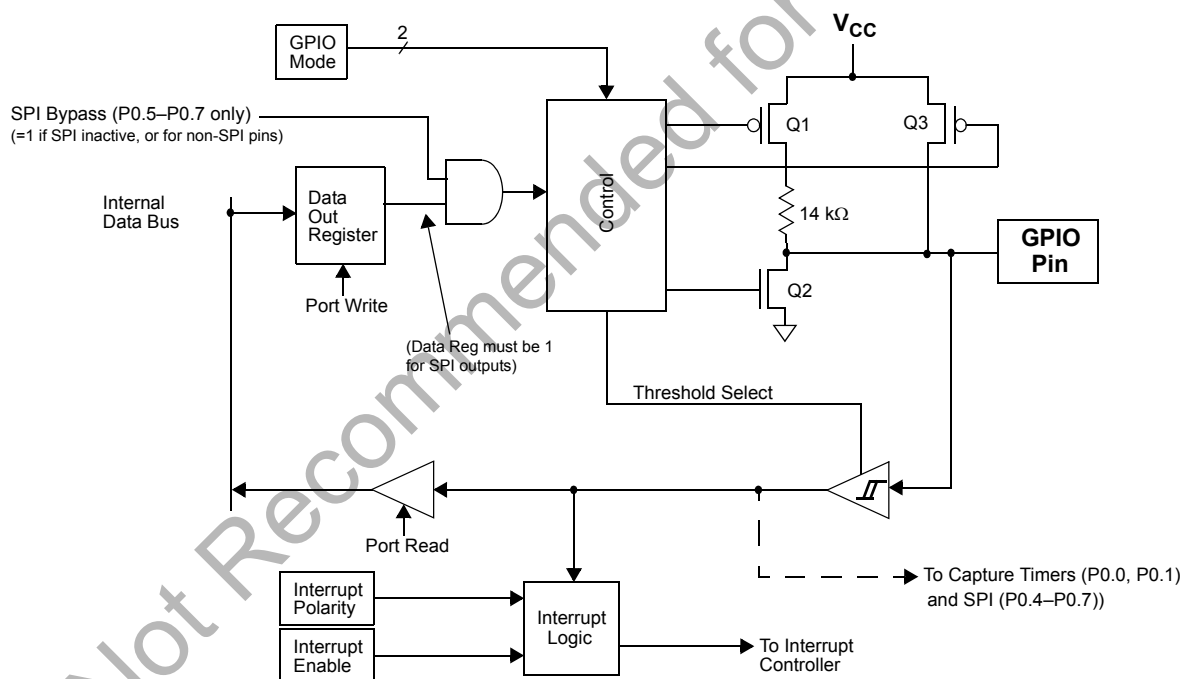 V<sub>CC</sub>
GPIO
Mode
2
SPI Bypass (P0.5–P0.7 only)
(=1 if SPI inactive, or for non-SPI pins)
Q1
Q3
Internal
Data Bus
Data
Out
Register
Control
14 kΩ
GPIO
Pin
Port Write
Q2
(Data Reg must be 1
for SPI outputs)
Threshold Select
Port Read
To Capture Timers (P0.0, P0.1)
and SPI (P0.4–P0.7))
Interrupt
Polarity
Interrupt
Logic
Interrupt
Enable
To Interrupt
Controller
Not Recommended for